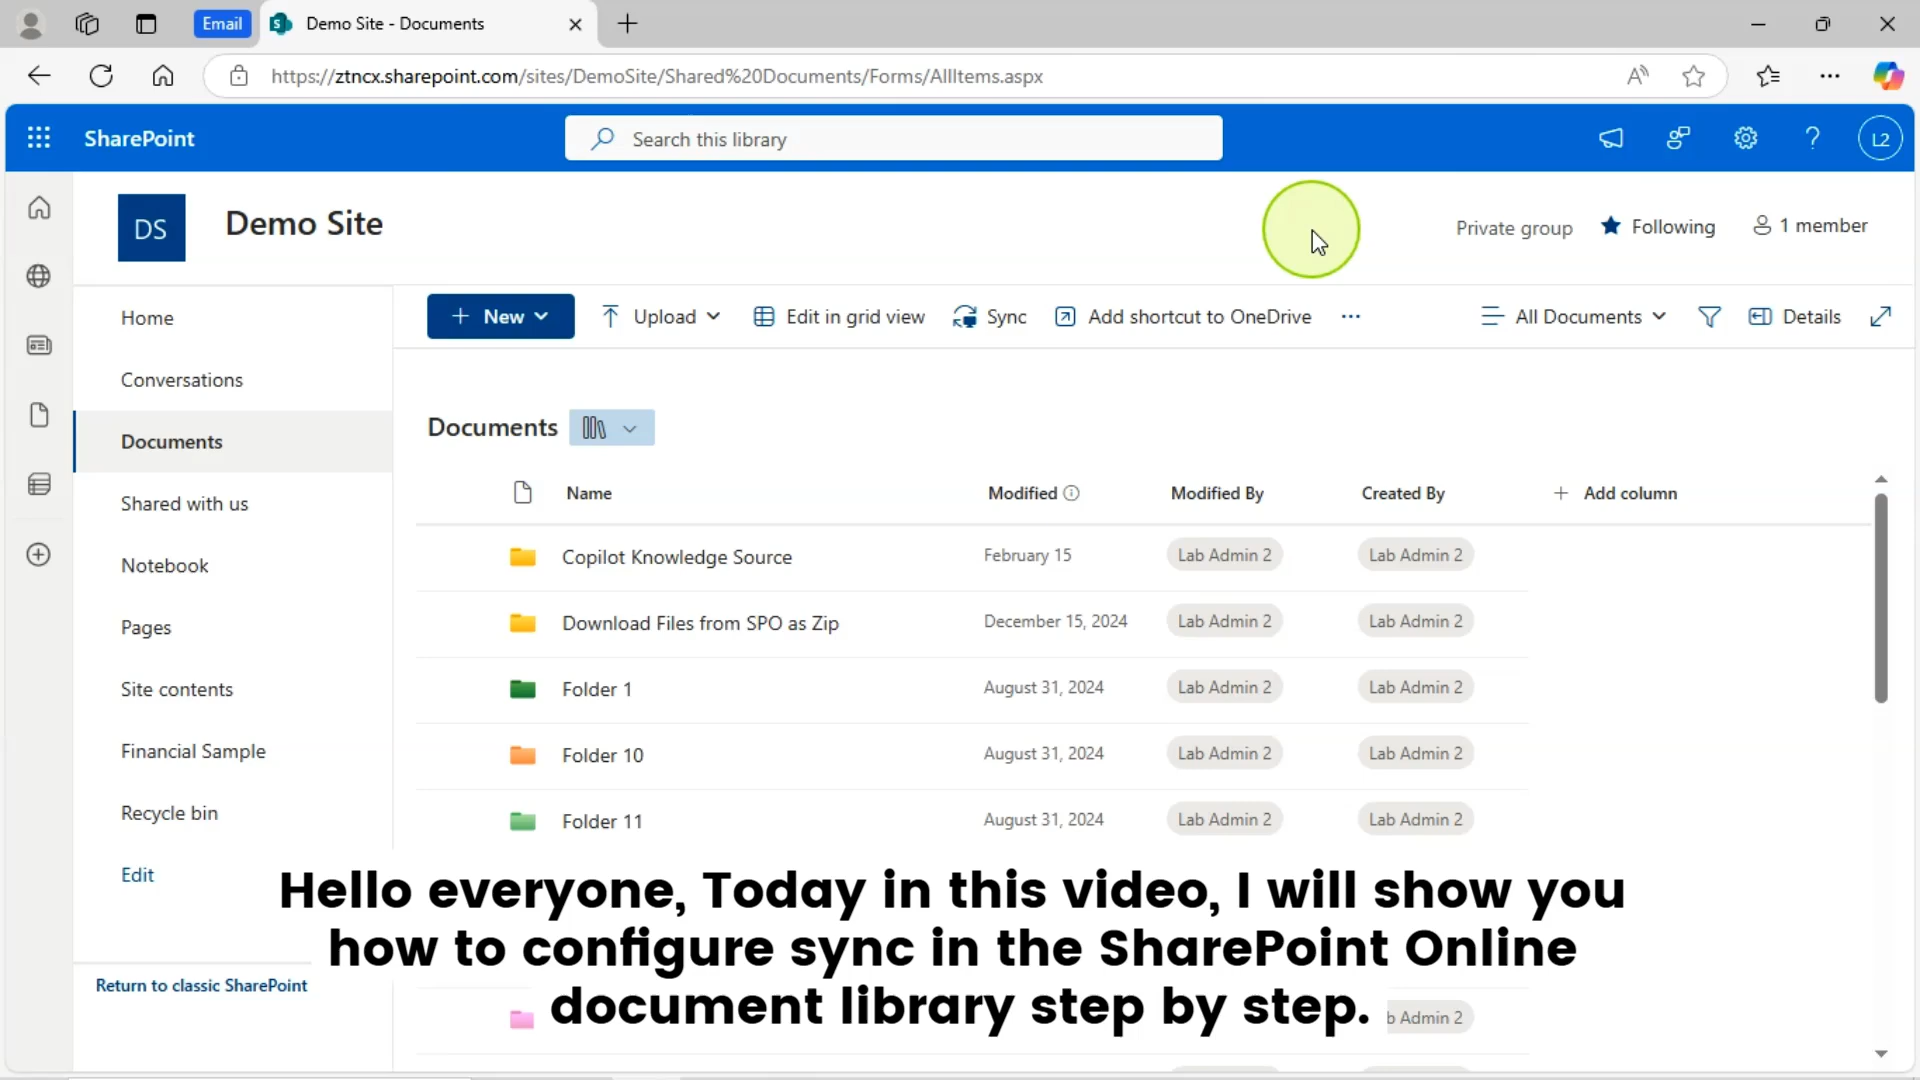 Email
Demo Site - Documents
https://ztncx.sharepoint.com/sites/DemoSite/Shared%20Documents/Forms/AllItems.aspx
SharePoint
Search this library
L2
DS
Demo Site
Private group
Following
1 member
Home
Conversations
Documents
Shared with us
Notebook
Pages
Site contents
Financial Sample
Recycle bin
Edit
Return to classic SharePoint
New
Upload
Edit in grid view
Sync
Add shortcut to OneDrive
All Documents
Details
Documents
Name Modified Modified By Created By Add column
Copilot Knowledge Source February 15 Lab Admin 2 Lab Admin 2
Download Files from SPO as Zip December 15, 2024 Lab Admin 2 Lab Admin 2
Folder 1 August 31, 2024 Lab Admin 2 Lab Admin 2
Folder 10 August 31, 2024 Lab Admin 2 Lab Admin 2
Folder 11 August 31, 2024 Lab Admin 2 Lab Admin 2
b Admin 2
Hello everyone, Today in this video, I will show you
how to configure sync in the SharePoint Online
document library step by step.